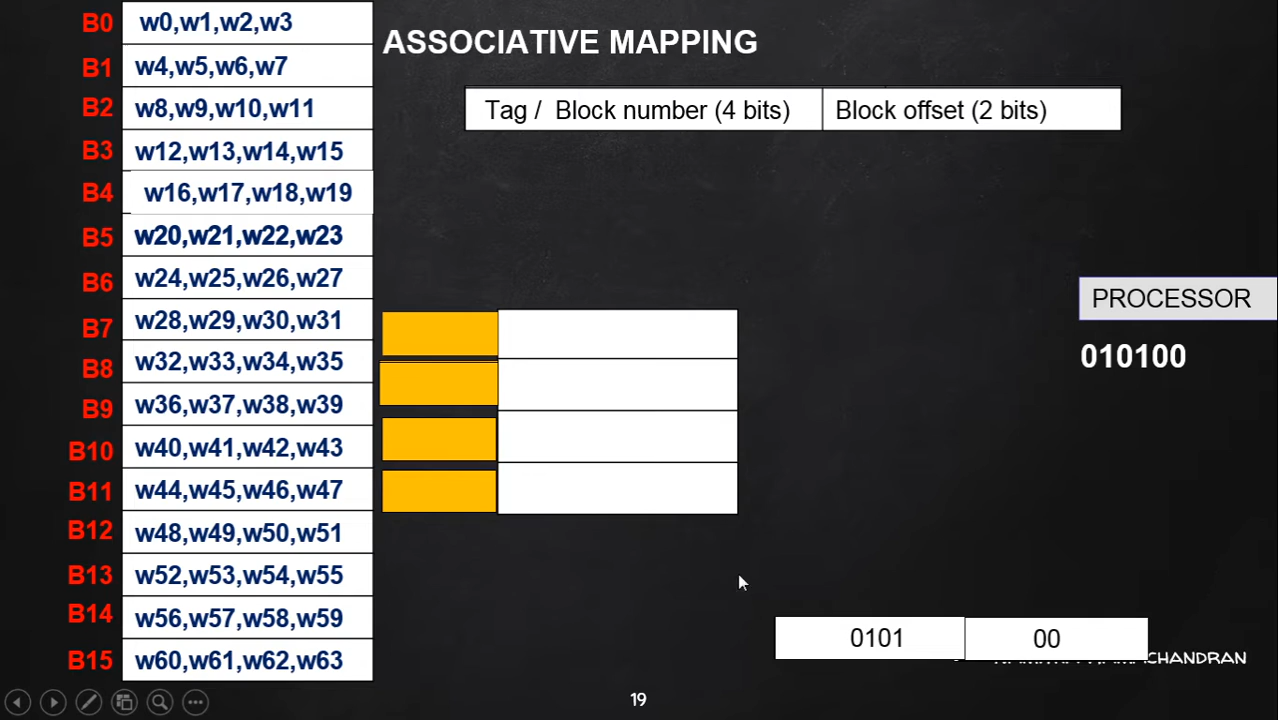 ASSOCIATIVE MAPPING
B0 w0,w1,w2,w3
B1 w4,w5,w6,w7
B2 w8,w9,w10,w11
B3 w12,w13,w14,w15
B4 w16,w17,w18,w19
B5 w20,w21,w22,w23
B6 w24,w25,w26,w27
B7 w28,w29,w30,w31
B8 w32,w33,w34,w35
B9 w36,w37,w38,w39
B10 w40,w41,w42,w43
B11 w44,w45,w46,w47
B12 w48,w49,w50,w51
B13 w52,w53,w54,w55
B14 w56,w57,w58,w59
B15 w60,w61,w62,w63
Tag / Block number (4 bits) Block offset (2 bits)
PROCESSOR
010100
0101 00
19